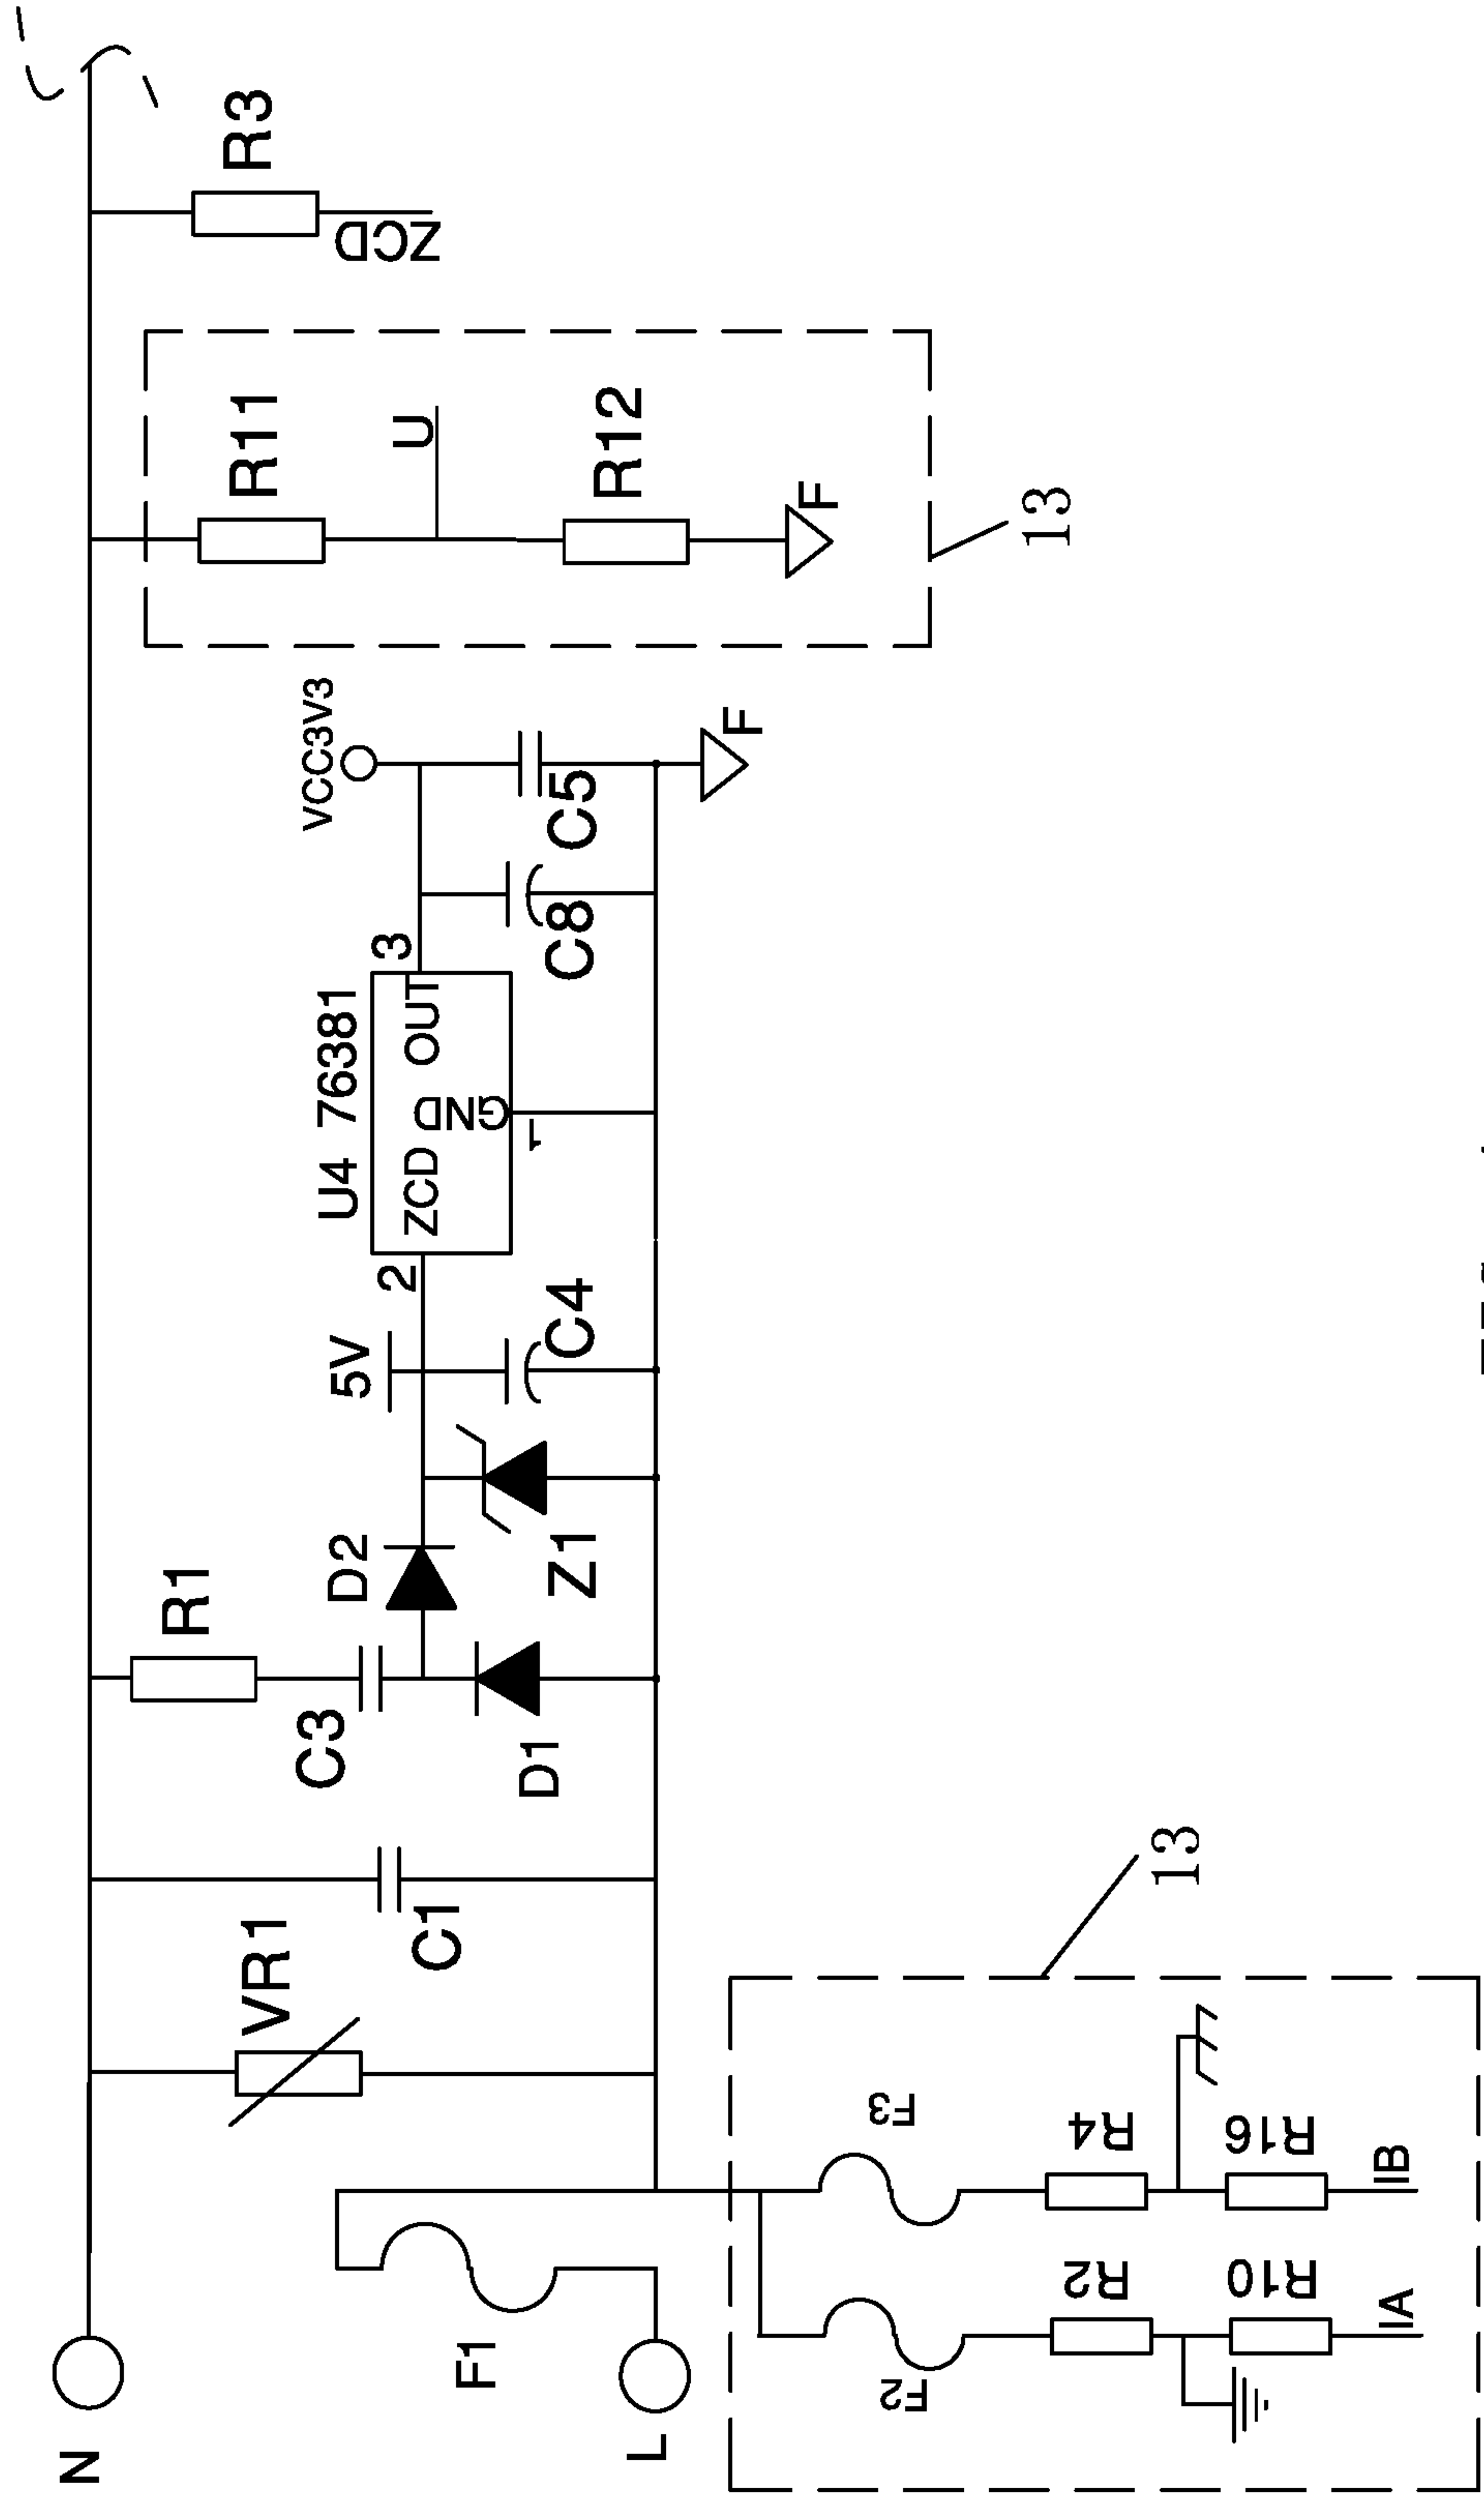 N
L
F1
VR1
C1
R1
C3
D1
D2
Z1
5V
C4
2
U4 76381
ZCD OUT
GND
1
3
C8
C5
VCC3V3
F
R11
U
R12
F
13
R3
ZCD
F3
R4
R16
IB
F2
R2
R10
IA
13